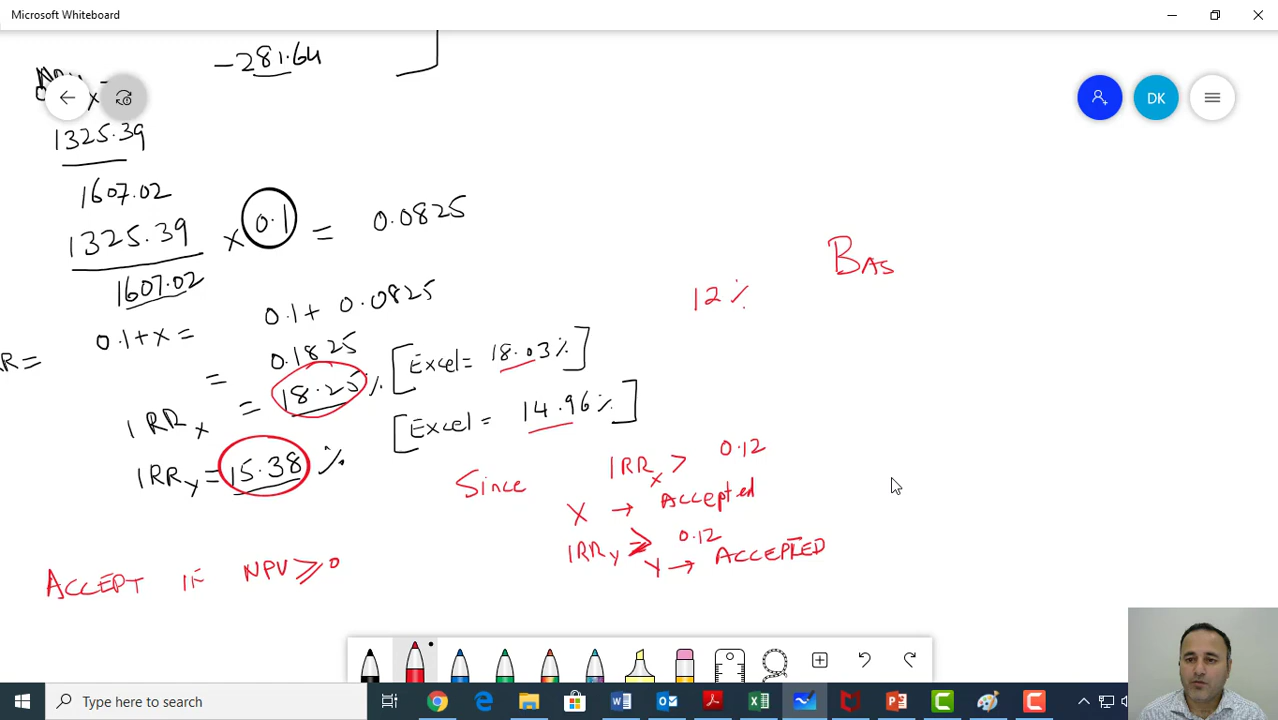 Microsoft Whiteboard
-281.64
DK
1325.39
1607.02
1325.39 × 0.1 = 0.0825
1607.02
0.1+x = 0.1+ 0.0825
= 0.1825
IRRx = 18.25% [Excel = 18.03%]
IRRY = 15.38 % [Excel = 14.96%]
BAS
12%
Since IRRx > 0.12
X → Accepted
IRRY ≥ 0.12
Y → ACCEPTED
ACCEPT IF NPV ≥ 0
Type here to search